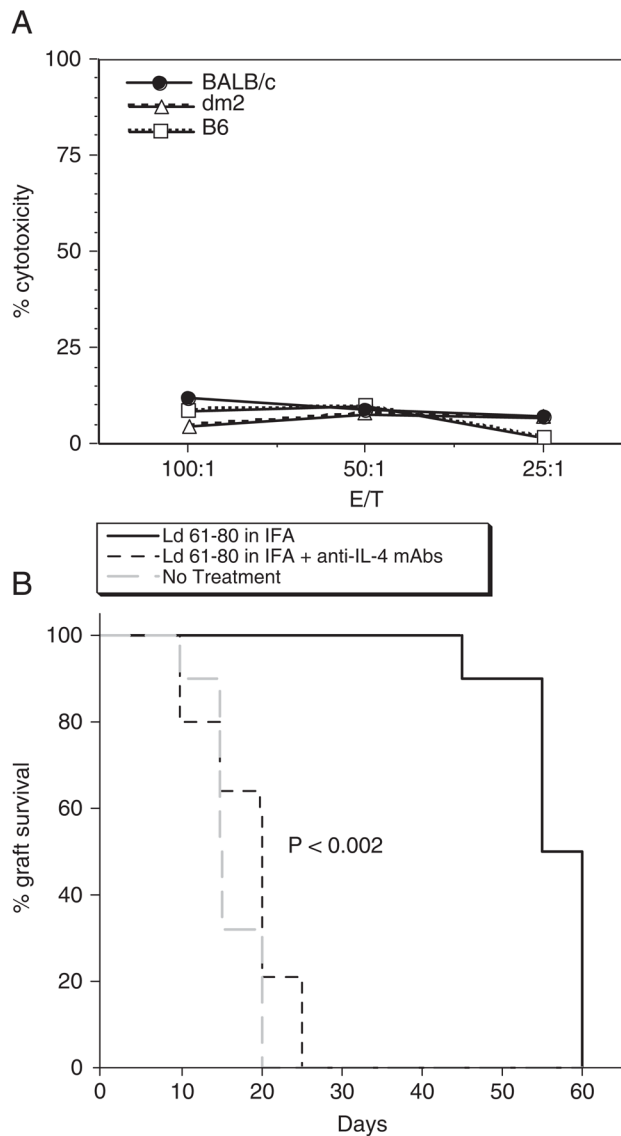 A
100
75
50
25
0
% cytotoxicity
BALB/c
dm2
B6
100:1
50:1
25:1
E/T
Ld 61-80 in IFA
Ld 61-80 in IFA + anti-IL-4 mAbs
No Treatment
B
100
80
60
40
20
0
% graft survival
P < 0.002
0
10
20
30
40
50
60
Days